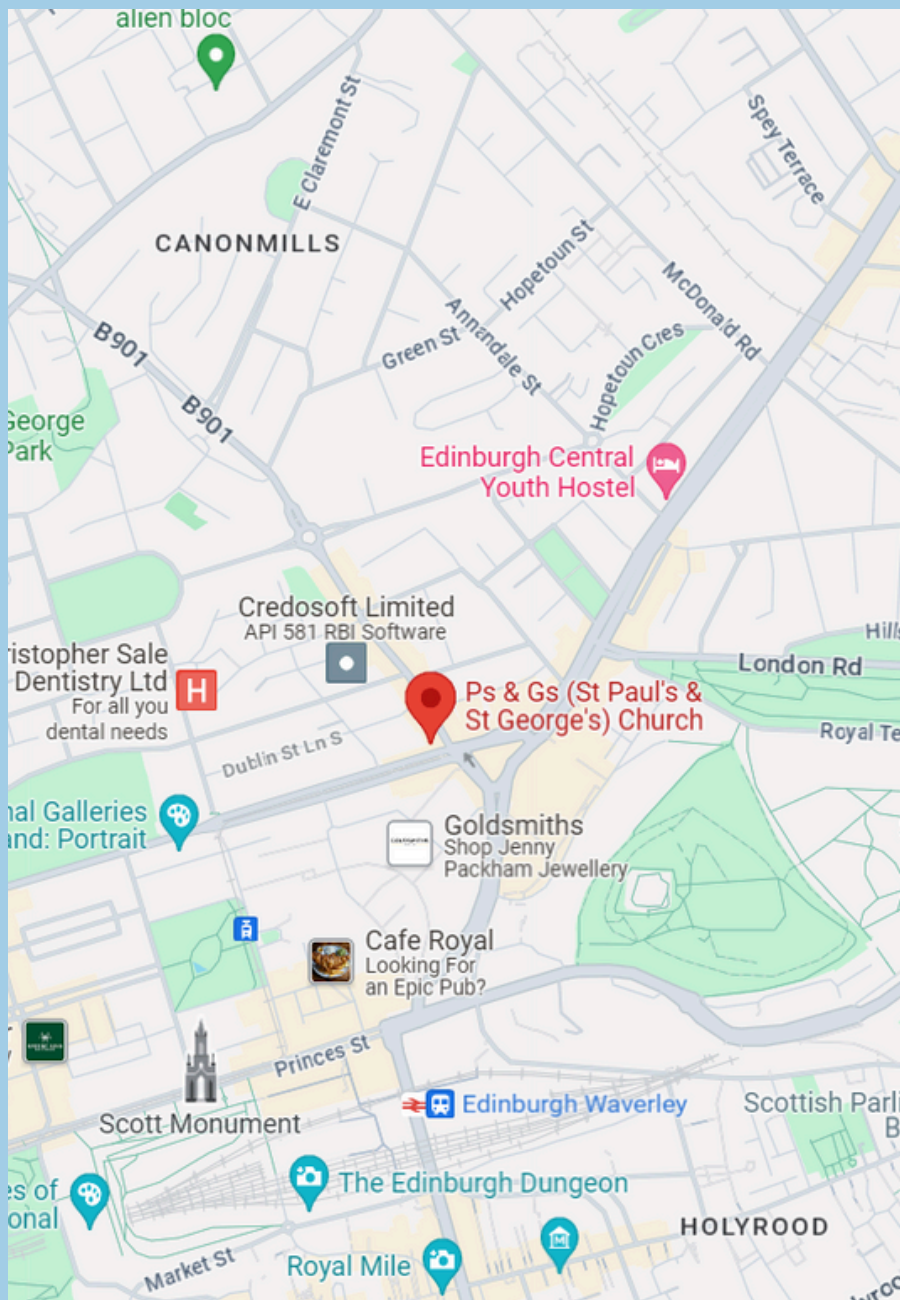 alien bloc
E Claremont St
Spey Terrace
CANONMILLS
Hopetoun St
McDonald Rd
B901
Annandale St
Green St
Hopetoun Cres
B901
George
Park
Edinburgh Central
Youth Hostel
Credosoft Limited
API 581 RBI Software
Hills
ristopher Sale
Dentistry Ltd
For all you
dental needs
H
London Rd
Ps & Gs (St Paul's &
St George's) Church
Royal Te
Dublin St Ln S
nal Galleries
and: Portrait
Goldsmiths
Shop Jenny
Packham Jewellery
Cafe Royal
Looking For
an Epic Pub?
Princes St
Scott Monument
Edinburgh Waverley
Scottish Parli
B
The Edinburgh Dungeon
es of
onal
HOLYROOD
Market St
Royal Mile
M